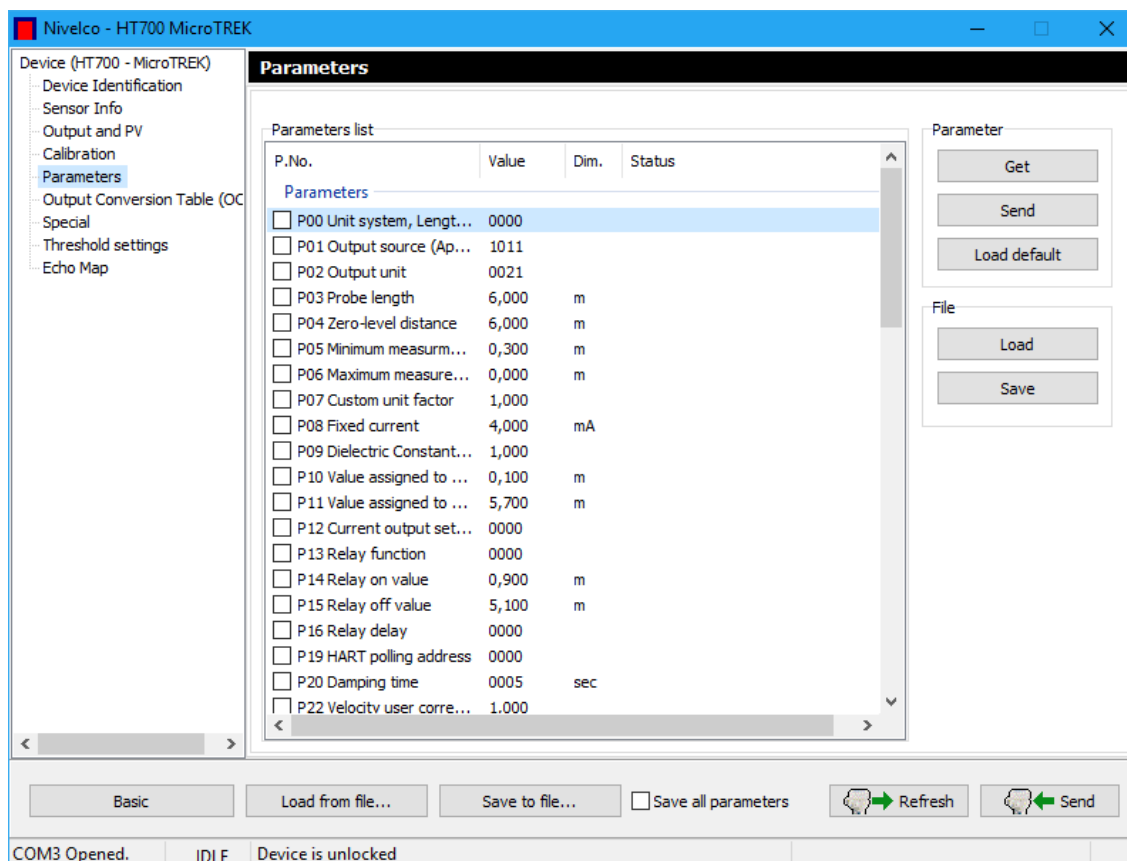 Nivelco - HT700 MicroTREK
Device (HT700 - MicroTREK)
Device Identification
Sensor Info
Output and PV
Calibration
Parameters
Output Conversion Table (OC
Special
Threshold settings
Echo Map
Parameters
Parameters list
P.No. Value Dim. Status
Parameters
P00 Unit system, Lengt... 0000
P01 Output source (Ap... 1011
P02 Output unit 0021
P03 Probe length 6,000 m
P04 Zero-level distance 6,000 m
P05 Minimum measurm... 0,300 m
P06 Maximum measure... 0,000 m
P07 Custom unit factor 1,000
P08 Fixed current 4,000 mA
P09 Dielectric Constant... 1,000
P10 Value assigned to ... 0,100 m
P11 Value assigned to ... 5,700 m
P12 Current output set... 0000
P13 Relay function 0000
P14 Relay on value 0,900 m
P15 Relay off value 5,100 m
P16 Relay delay 0000
P19 HART polling address 0000
P20 Damping time 0005 sec
P22 Velocity user corre... 1,000
Parameter
Get
Send
Load default
File
Load
Save
Basic Load from file... Save to file... Save all parameters Refresh Send
COM3 Opened. IDLE Device is unlocked